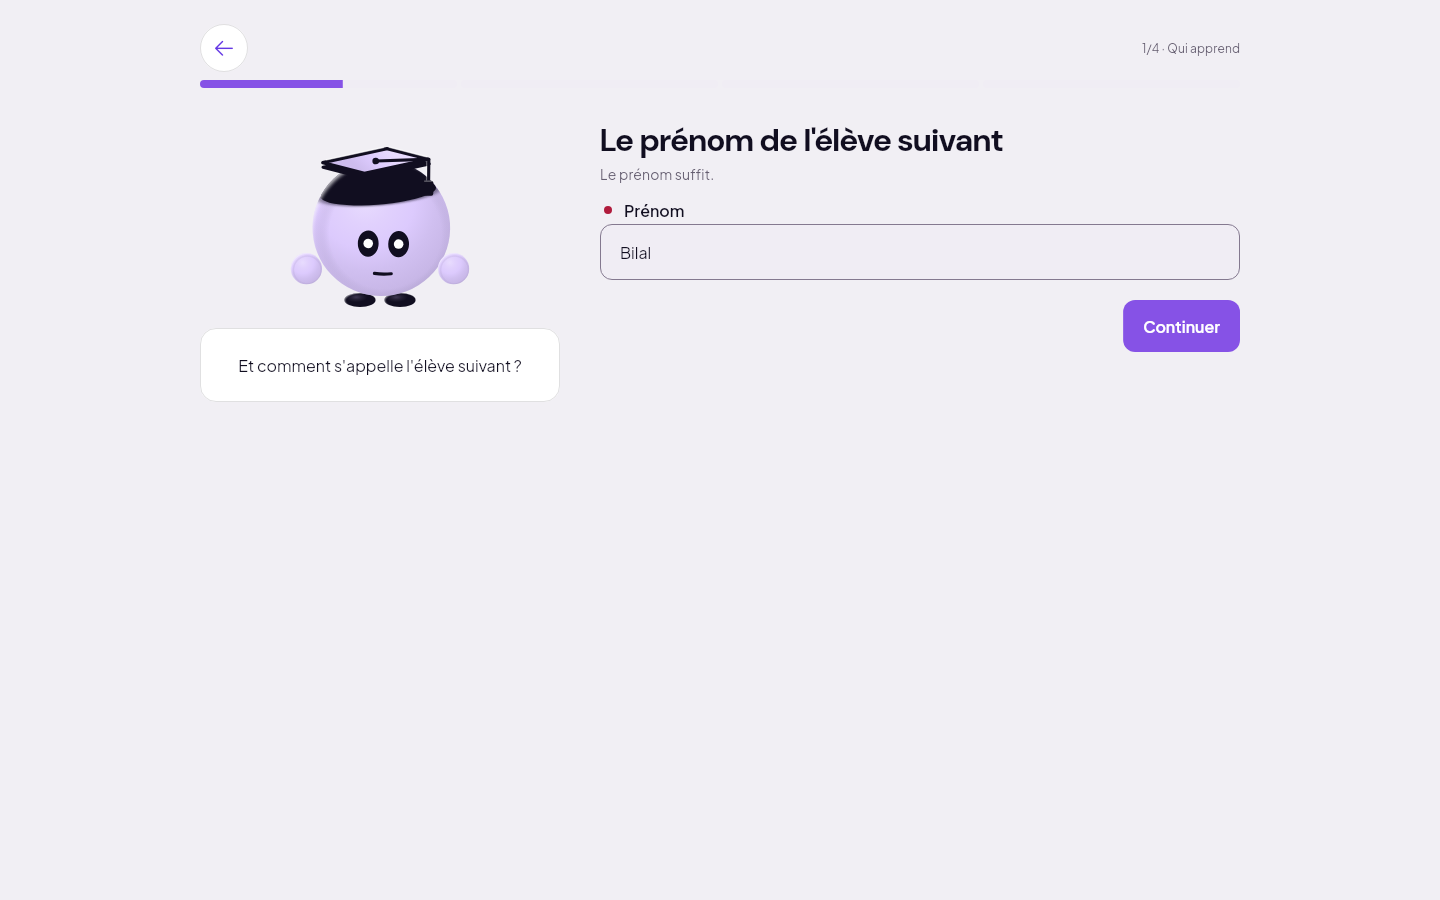 1/4 · Qui apprend
Le prénom de l'élève suivant
Le prénom suffit.
Prénom
Bilal
Continuer
Et comment s'appelle l'élève suivant ?